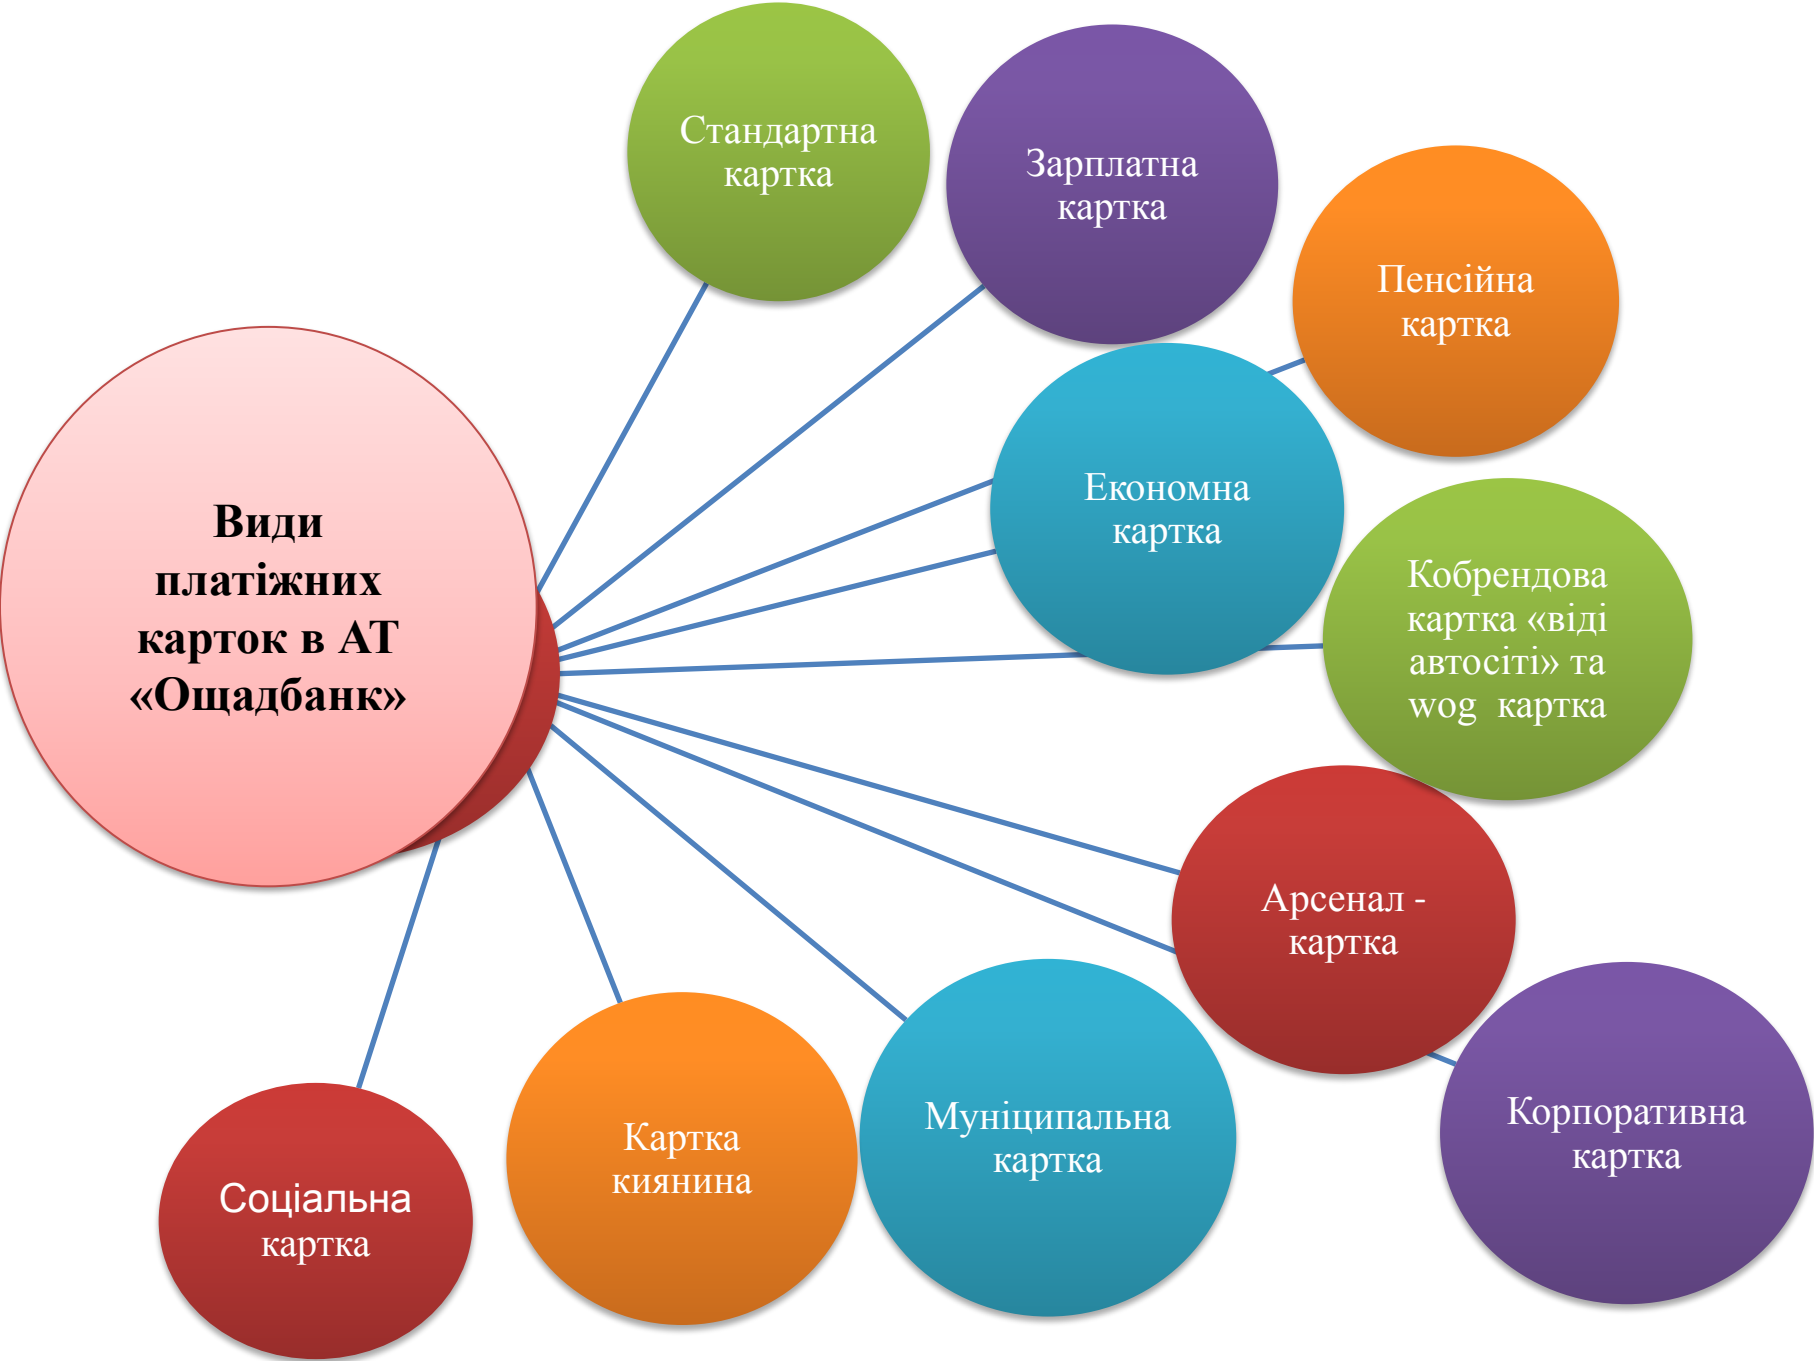 Види
платіжних
карток в АТ
«Ощадбанк»
Стандартна
картка
Зарплатна
картка
Пенсійна
картка
Економна
картка
Кобрендова
картка «віді
автосіті» та
wog картка
Арсенал -
картка
Корпоративна
картка
Муніципальна
картка
Картка
киянина
Соціальна
картка